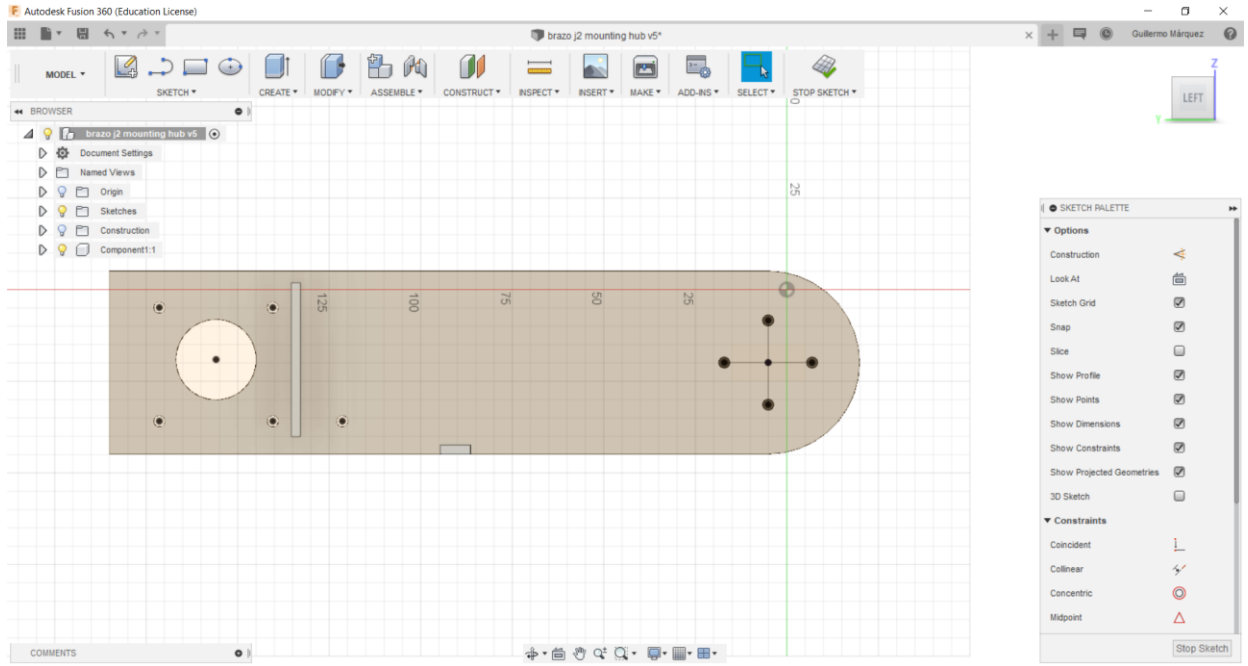 Autodesk Fusion 360 (Education License)
brazo j2 mounting hub v5*
Guillermo Márquez
MODEL
SKETCH
CREATE
MODIFY
ASSEMBLE
CONSTRUCT
INSPECT
INSERT
MAKE
ADD-INS
SELECT
STOP SKETCH
BROWSER
brazo j2 mounting hub v5
Document Settings
Named Views
Origin
Sketches
Construction
Component1:1
Z
LEFT
Y
0
25
125
100
75
50
25
SKETCH PALETTE
Options
Construction
Look At
Sketch Grid
Snap
Slice
Show Profile
Show Points
Show Dimensions
Show Constraints
Show Projected Geometries
3D Sketch
Constraints
Coincident
Collinear
Concentric
Midpoint
Stop Sketch
COMMENTS